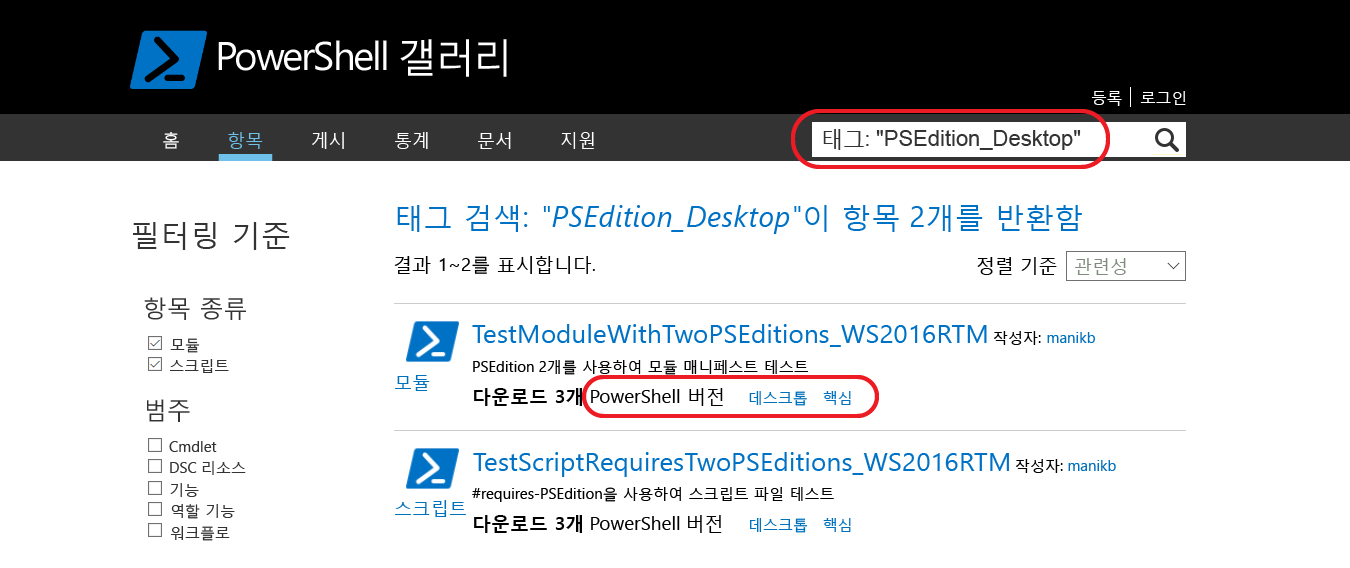 PowerShell 갤러리
등록 로그인
홈 항목 게시 통계 문서 지원 태그: "PSEdition_Desktop"
필터링 기준
항목 종류
모듈
스크립트
범주
Cmdlet
DSC 리소스
기능
역할 기능
워크플로
태그 검색: "PSEdition_Desktop"이 항목 2개를 반환함
결과 1~2를 표시합니다. 정렬 기준 관련성
TestModuleWithTwoPSEditions_WS2016RTM 작성자: manikb
PSEdition 2개를 사용하여 모듈 매니페스트 테스트
모듈
다운로드 3개 PowerShell 버전 데스크톱 핵심
TestScriptRequiresTwoPSEditions_WS2016RTM 작성자: manikb
#requires-PSEdition을 사용하여 스크립트 파일 테스트
스크립트
다운로드 3개 PowerShell 버전 데스크톱 핵심